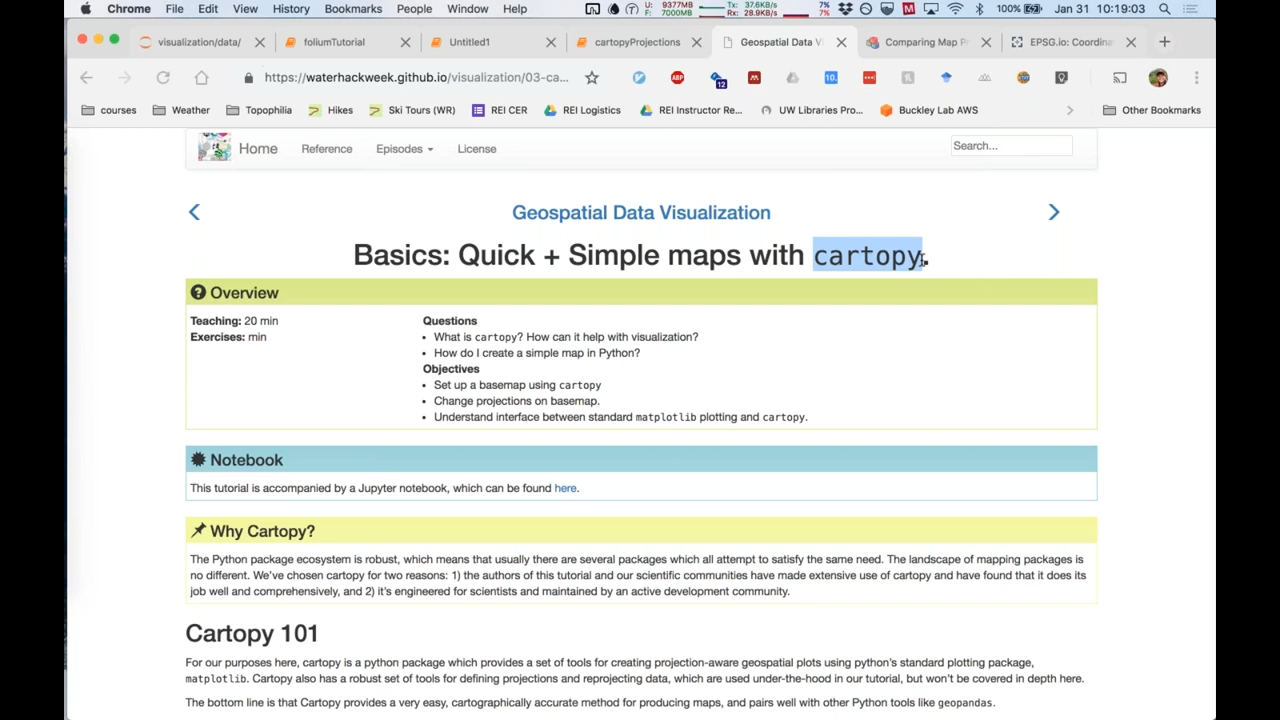 Chrome File Edit View History Bookmarks People Window Help U: 9377MB F: 7000MB Tx: 37.6KB/s Rx: 28.9KB/s 7% 7% 100% Jan 31 10:19:03
visualization/data/ foliumTutorial Untitled1 cartopyProjections Geospatial Data Vi Comparing Map P EPSG.io: Coordina
https://waterhackweek.github.io/visualization/03-ca... ABP 12 10.
courses Weather Topophilia Hikes Ski Tours (WR) REI CER REI Logistics REI Instructor Re... UW Libraries Pro... Buckley Lab AWS Other Bookmarks
Home Reference Episodes License Search...
Geospatial Data Visualization
Basics: Quick + Simple maps with cartopy.
Overview
Teaching: 20 min
Exercises: min
Questions
What is cartopy? How can it help with visualization?
How do I create a simple map in Python?
Objectives
Set up a basemap using cartopy
Change projections on basemap.
Understand interface between standard matplotlib plotting and cartopy.
Notebook
This tutorial is accompanied by a Jupyter notebook, which can be found here.
Why Cartopy?
The Python package ecosystem is robust, which means that usually there are several packages which all attempt to satisfy the same need. The landscape of mapping packages is
no different. We've chosen cartopy for two reasons: 1) the authors of this tutorial and our scientific communities have made extensive use of cartopy and have found that it does its
job well and comprehensively, and 2) it's engineered for scientists and maintained by an active development community.
Cartopy 101
For our purposes here, cartopy is a python package which provides a set of tools for creating projection-aware geospatial plots using python's standard plotting package,
matplotlib. Cartopy also has a robust set of tools for defining projections and reprojecting data, which are used under-the-hood in our tutorial, but won't be covered in depth here.
The bottom line is that Cartopy provides a very easy, cartographically accurate method for producing maps, and pairs well with other Python tools like geopandas.